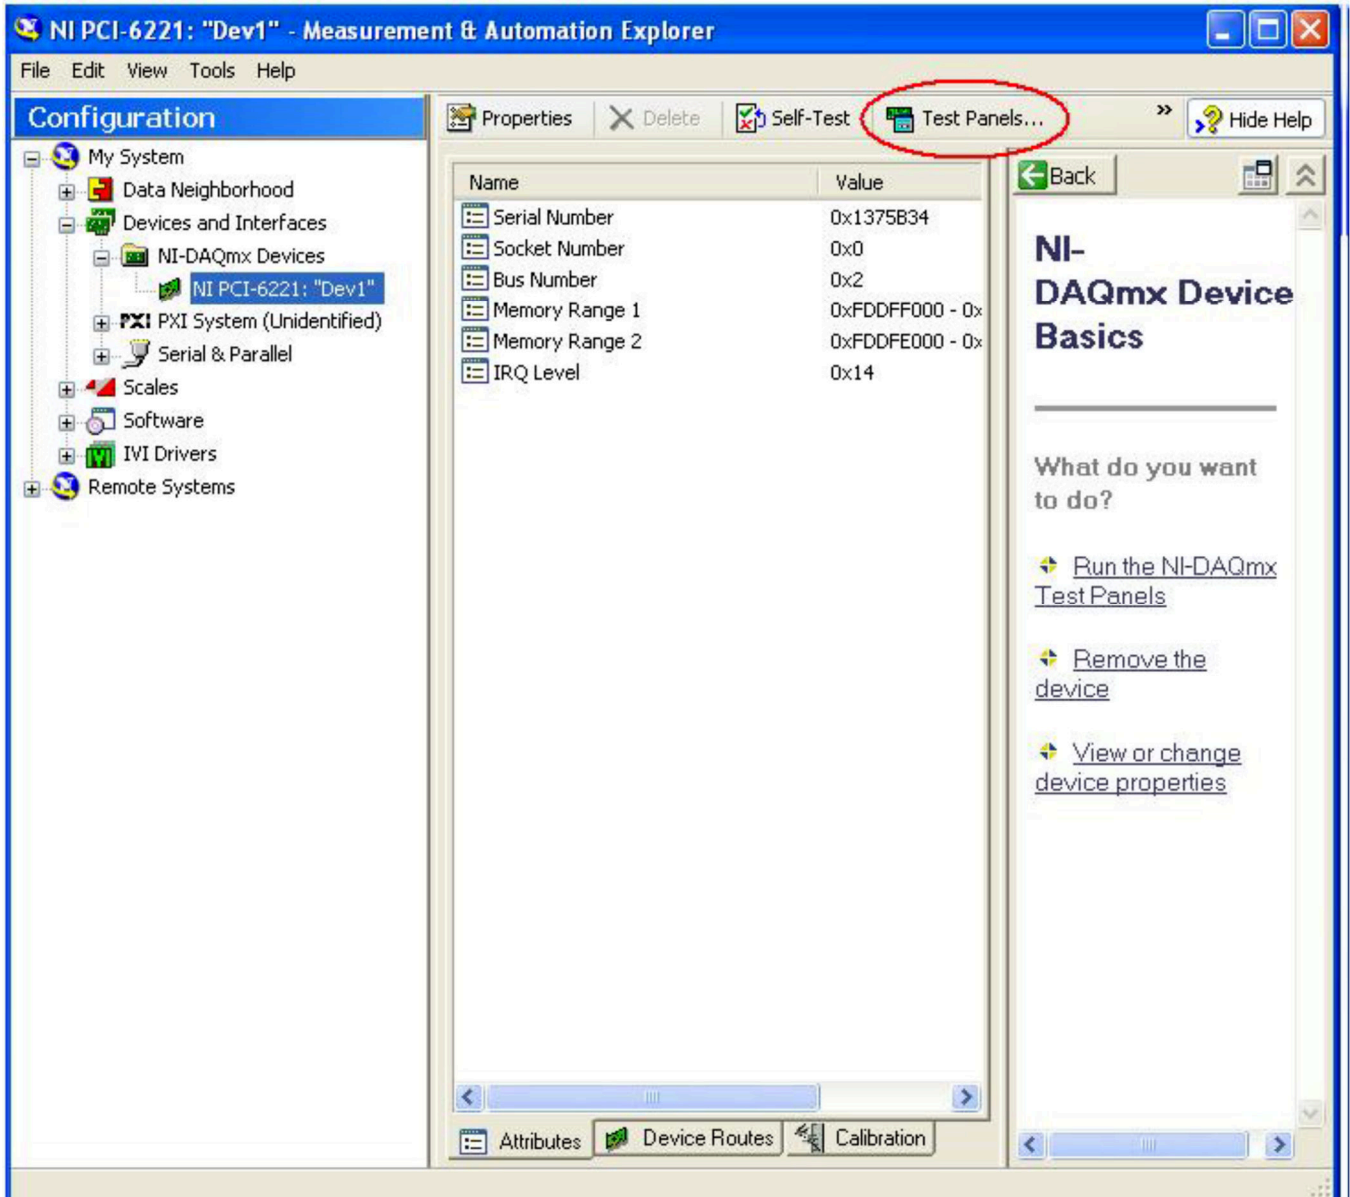 NI PCI-6221: "Dev1" - Measurement & Automation Explorer
File Edit View Tools Help
Configuration
My System
Data Neighborhood
Devices and Interfaces
NI-DAQmx Devices
NI PCI-6221: "Dev1"
PXI PXI System (Unidentified)
Serial & Parallel
Scales
Software
IVI Drivers
Remote Systems
Properties Delete Self-Test Test Panels... » Hide Help
Name Value
Serial Number 0x1375B34
Socket Number 0x0
Bus Number 0x2
Memory Range 1 0xFDDFF000 - 0x
Memory Range 2 0xFDDFE000 - 0x
IRQ Level 0x14
Attributes Device Routes Calibration
Back
NI-
DAQmx Device
Basics
What do you want
to do?
Run the NI-DAQmx
Test Panels
Remove the
device
View or change
device properties